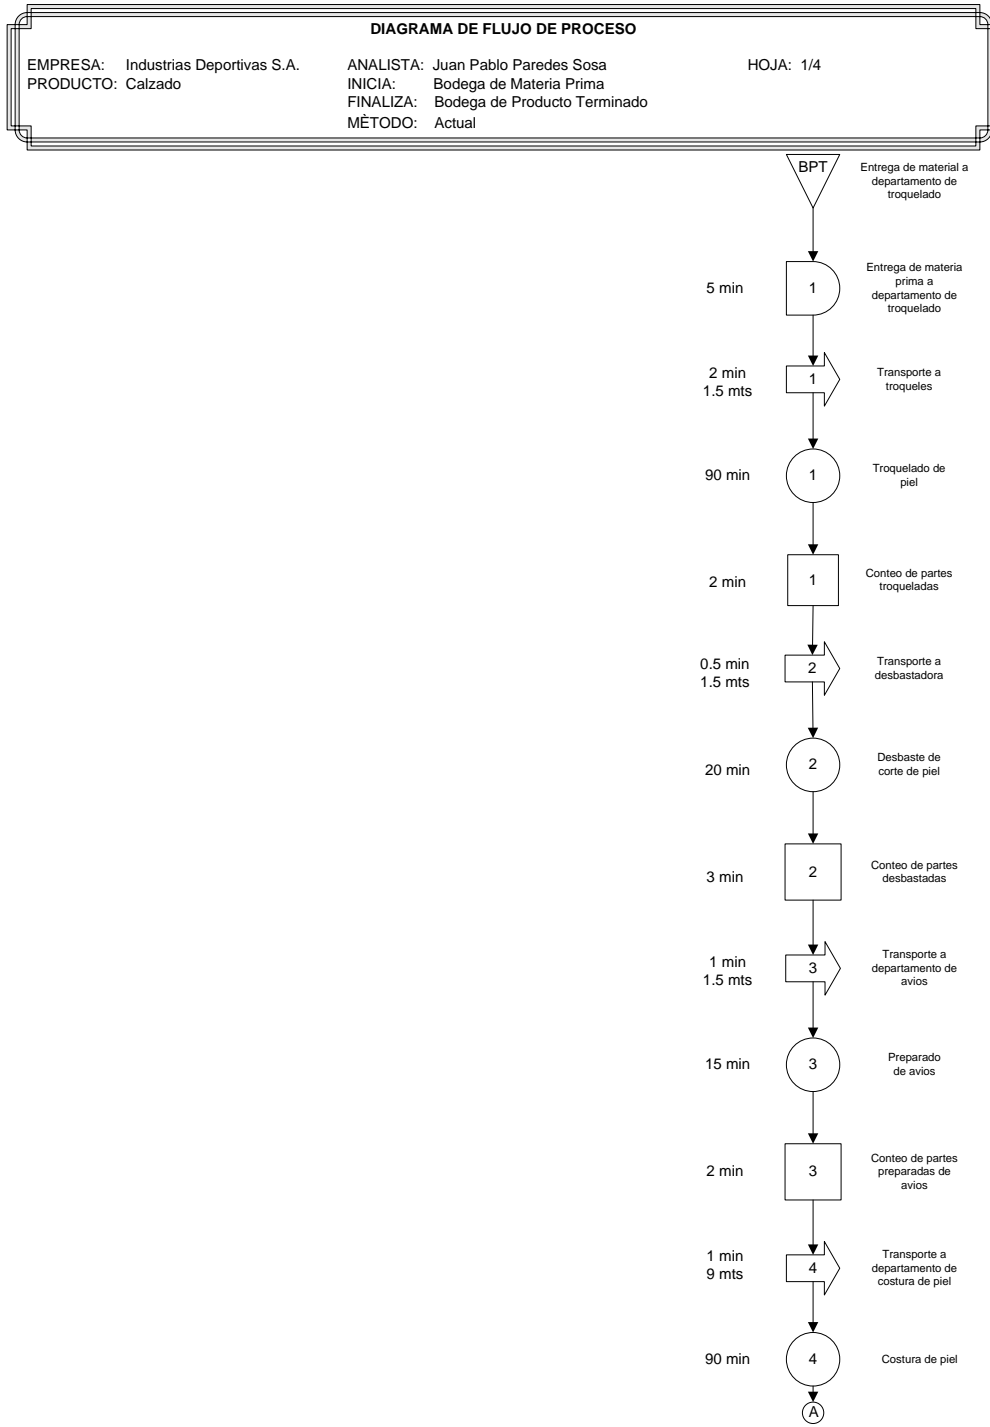 DIAGRAMA DE FLUJO DE PROCESO
EMPRESA: Industrias Deportivas S.A.
PRODUCTO: Calzado
ANALISTA: Juan Pablo Paredes Sosa
INICIA: Bodega de Materia Prima
FINALIZA: Bodega de Producto Terminado
MÈTODO: Actual
HOJA: 1/4
BPT
Entrega de material a
departamento de
troquelado
5 min
1
Entrega de materia
prima a
departamento de
troquelado
2 min
1.5 mts
1
Transporte a
troqueles
90 min
1
Troquelado de
piel
2 min
1
Conteo de partes
troqueladas
0.5 min
1.5 mts
2
Transporte a
desbastadora
20 min
2
Desbaste de
corte de piel
3 min
2
Conteo de partes
desbastadas
1 min
1.5 mts
3
Transporte a
departamento de
avios
15 min
3
Preparado
de avios
2 min
3
Conteo de partes
preparadas de
avios
1 min
9 mts
4
Transporte a
departamento de
costura de piel
90 min
4
Costura de piel
A